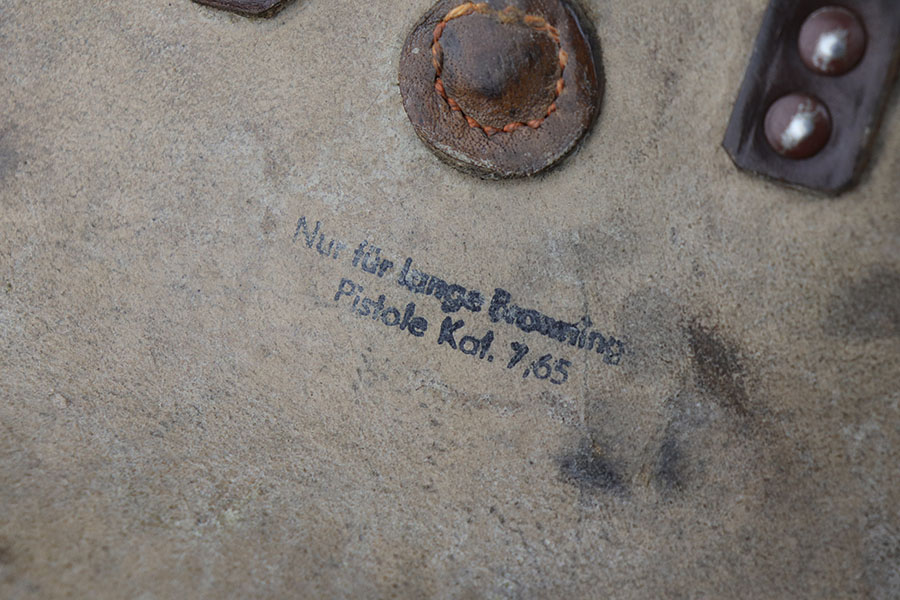 Nur für lange Browning
Pistole Kal. 7,65